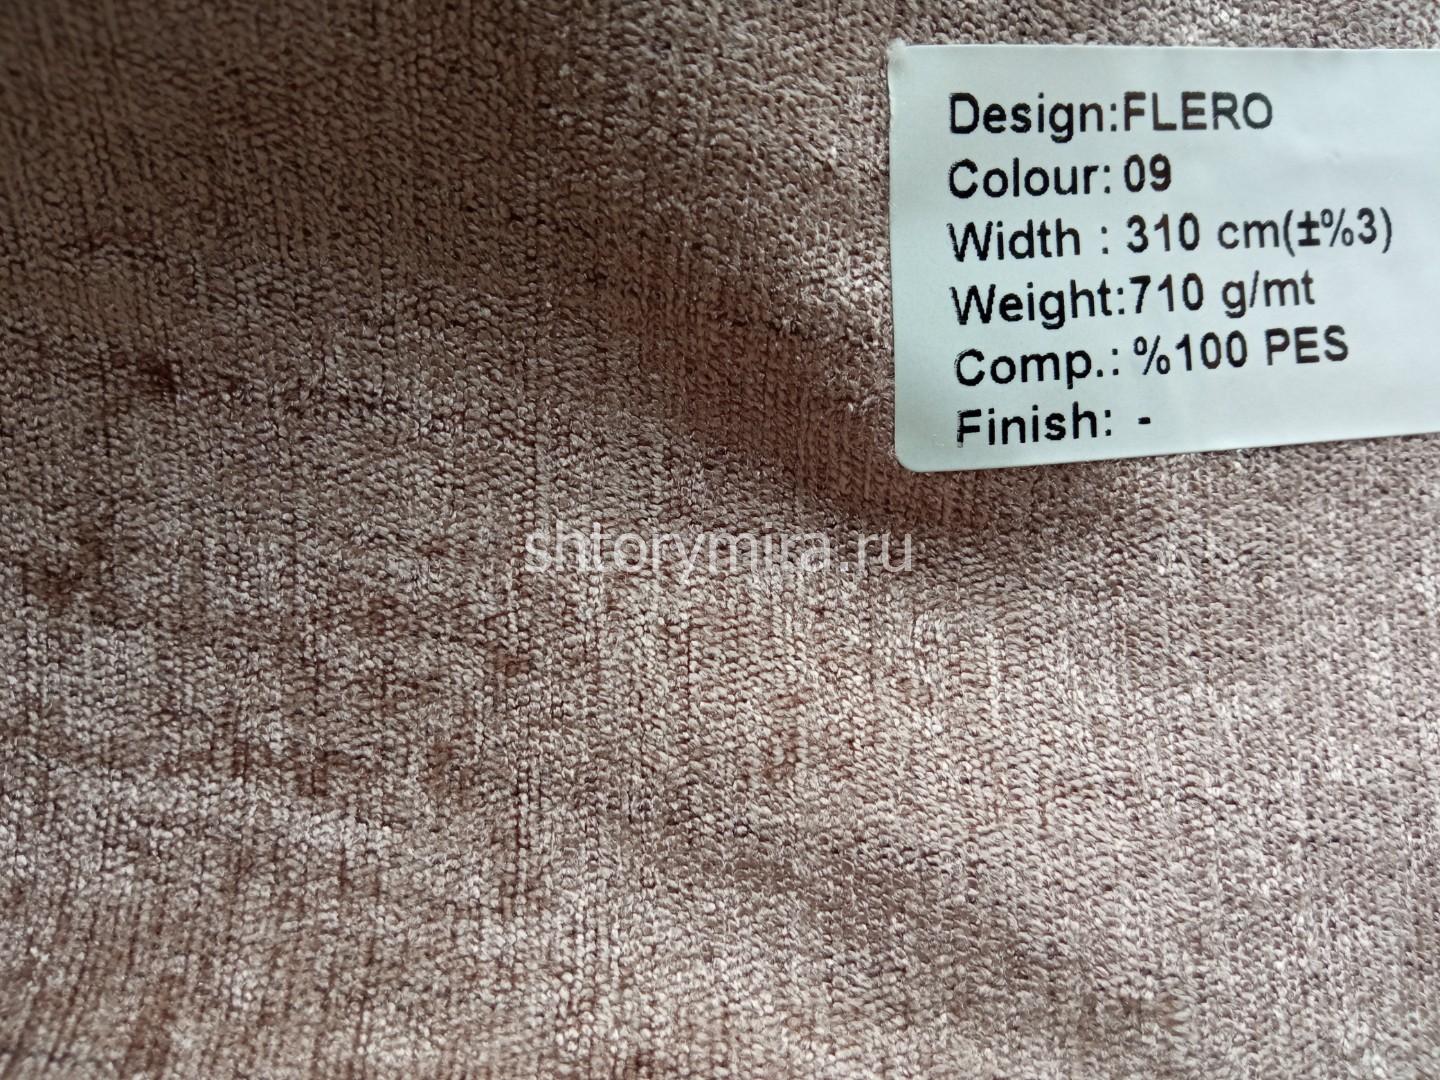 Design:FLERO
Colour: 09
Width : 310 cm(±%3)
Weight:710 g/mt
Comp.: %100 PES
Finish: -
shtorymira.ru